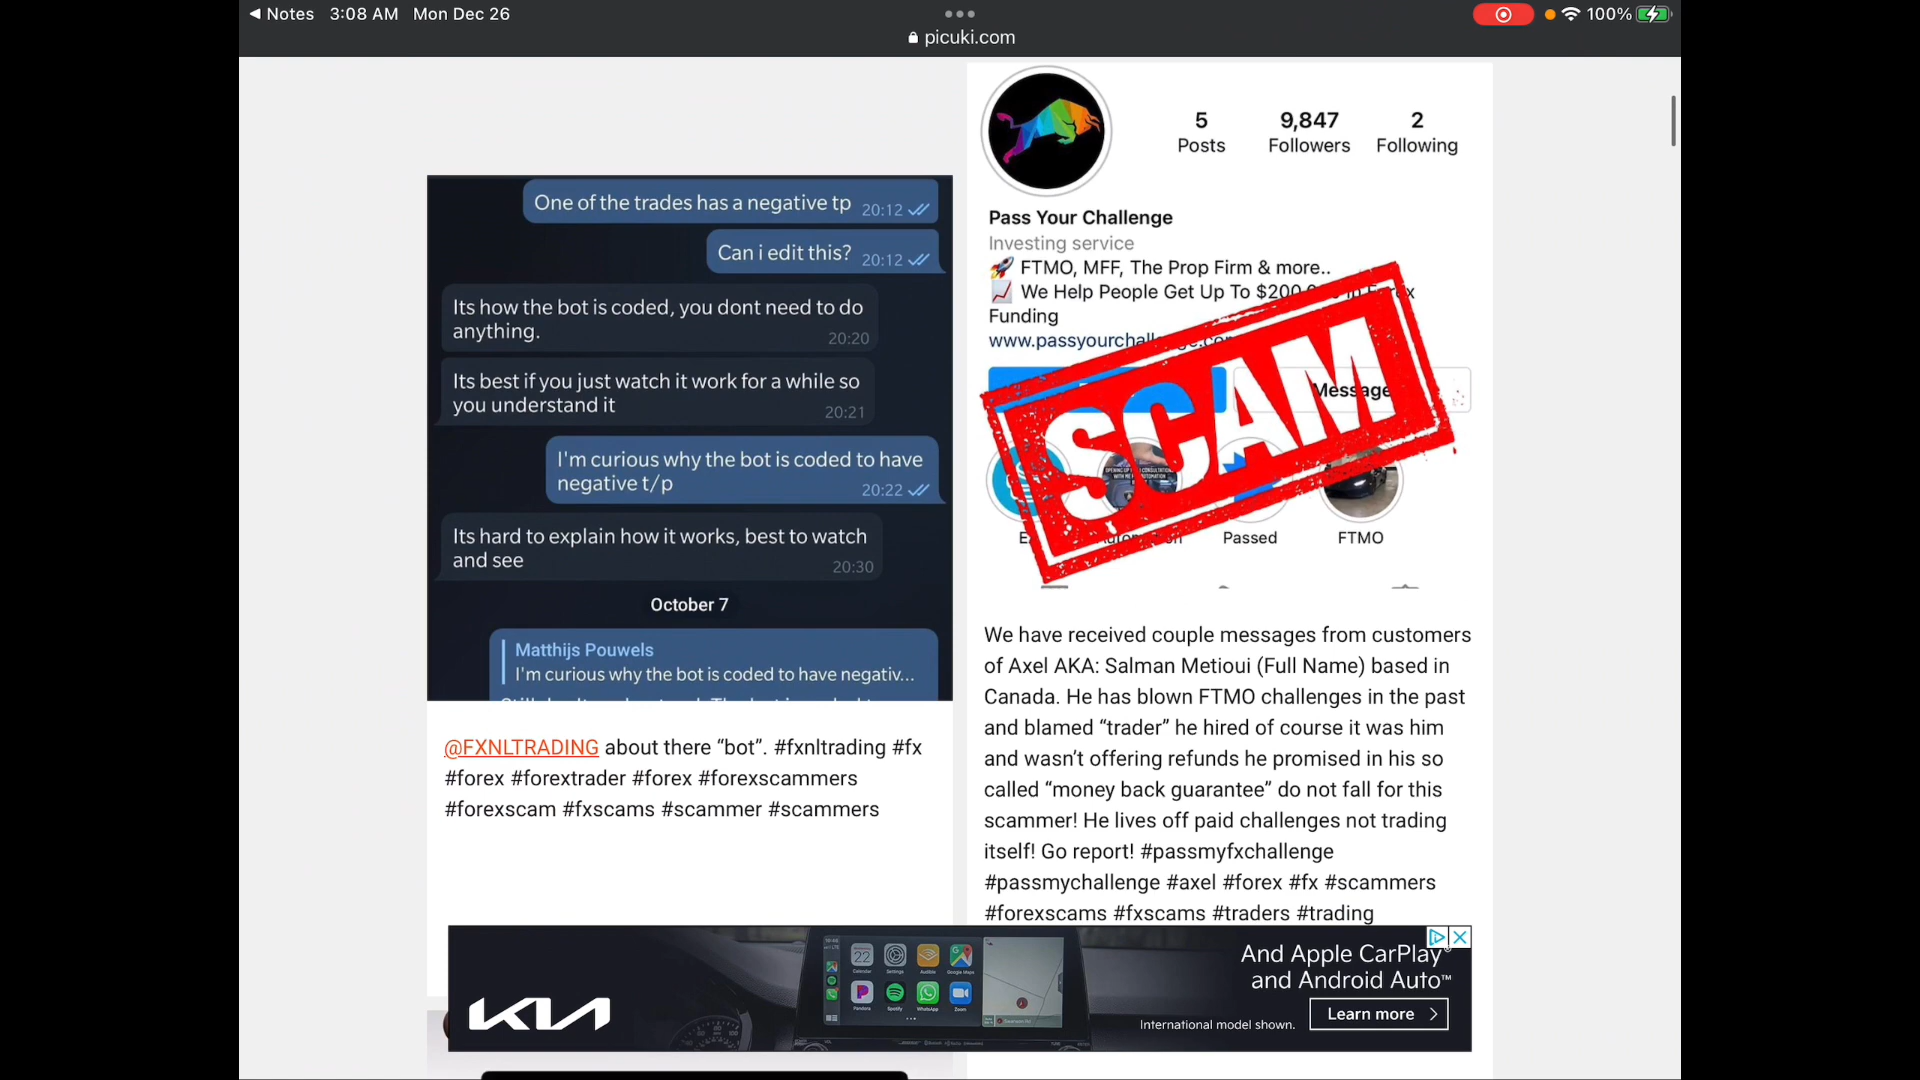 Notes 3:08 AM Mon Dec 26
100%
picuki.com
One of the trades has a negative tp 20:12
Can i edit this? 20:12
Its how the bot is coded, you dont need to do
anything. 20:20
Its best if you just watch it work for a while so
you understand it 20:21
I'm curious why the bot is coded to have
negative t/p 20:22
Its hard to explain how it works, best to watch
and see 20:30
October 7
Matthijs Pouwels
I'm curious why the bot is coded to have negativ...
@FXNLTRADING about there “bot”. #fxnltrading #fx
#forex #forextrader #forex #forexscammers
#forexscam #fxscams #scammer #scammers
5 9,847 2
Posts Followers Following
Pass Your Challenge
Investing service
FTMO, MFF, The Prop Firm & more..
We Help People Get Up To
Funding
SCAM
Message
Passed FTMO
We have received couple messages from customers
of Axel AKA: Salman Metioui (Full Name) based in
Canada. He has blown FTMO challenges in the past
and blamed “trader” he hired of course it was him
and wasn’t offering refunds he promised in his so
called “money back guarantee” do not fall for this
scammer! He lives off paid challenges not trading
itself! Go report! #passmyfxchallenge
#passmychallenge #axel #forex #fx #scammers
#forexscams #fxscams #traders #trading
KIA
And Apple CarPlay®
and Android Auto™
International model shown.
Learn more